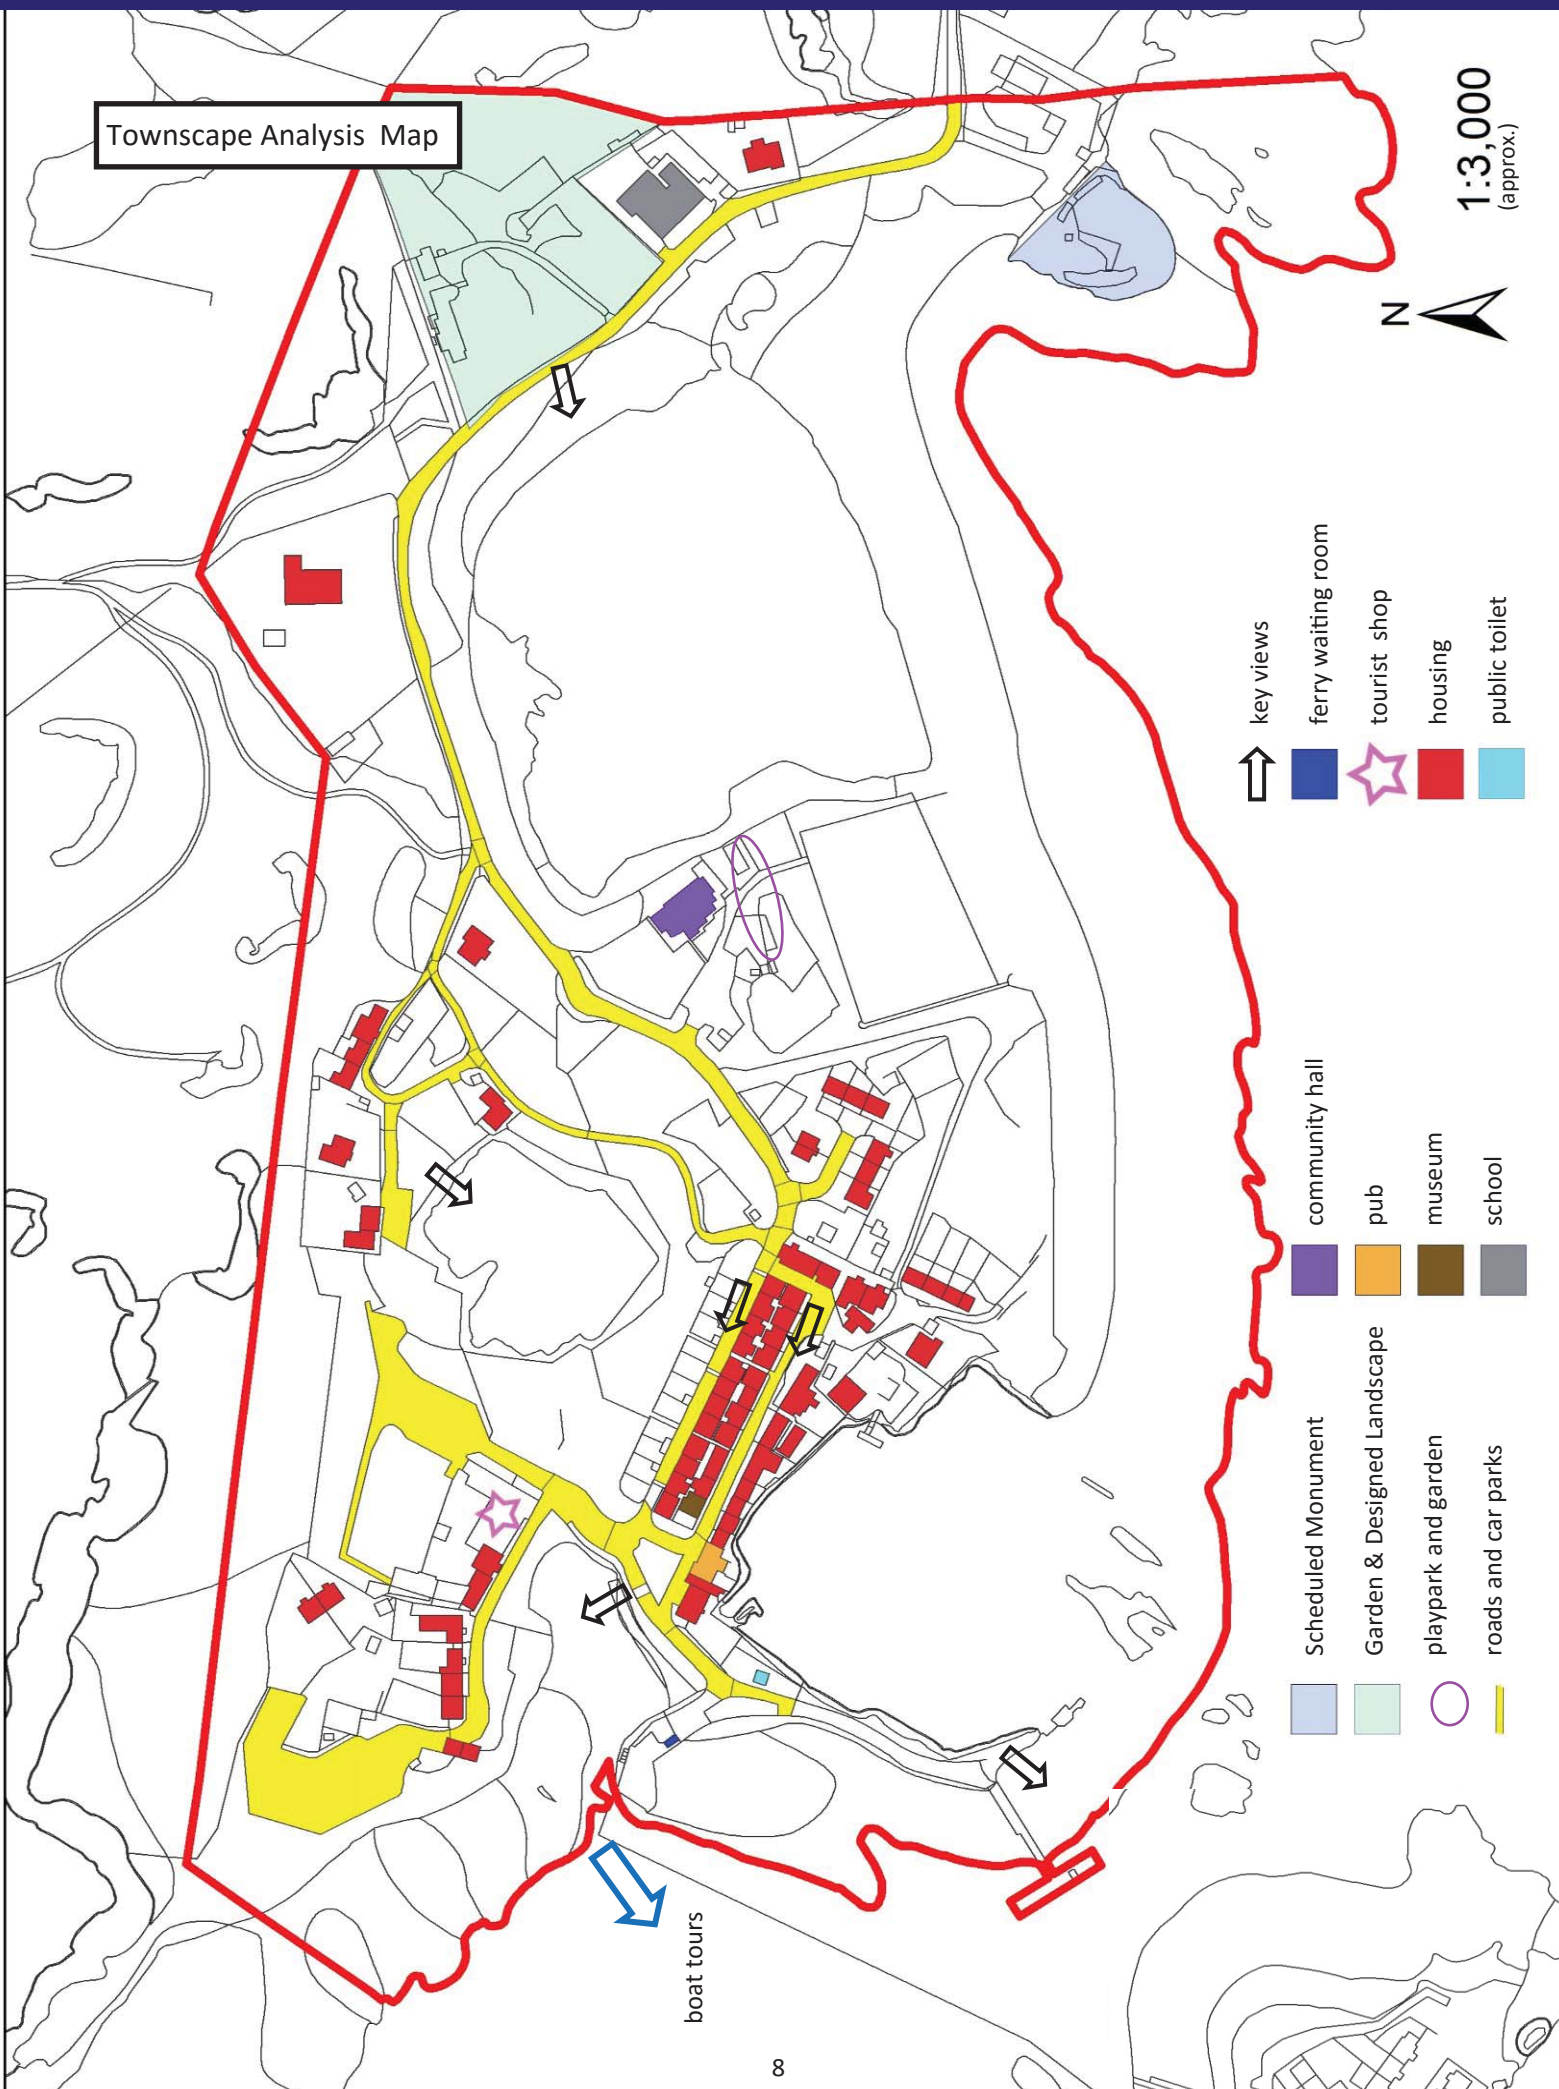 Townscape Analysis Map
1:3,000
(approx.)
N
key views
ferry waiting room
tourist shop
housing
public toilet
community hall
pub
museum
school
Scheduled Monument
Garden & Designed Landscape
playpark and garden
roads and car parks
boat tours
8